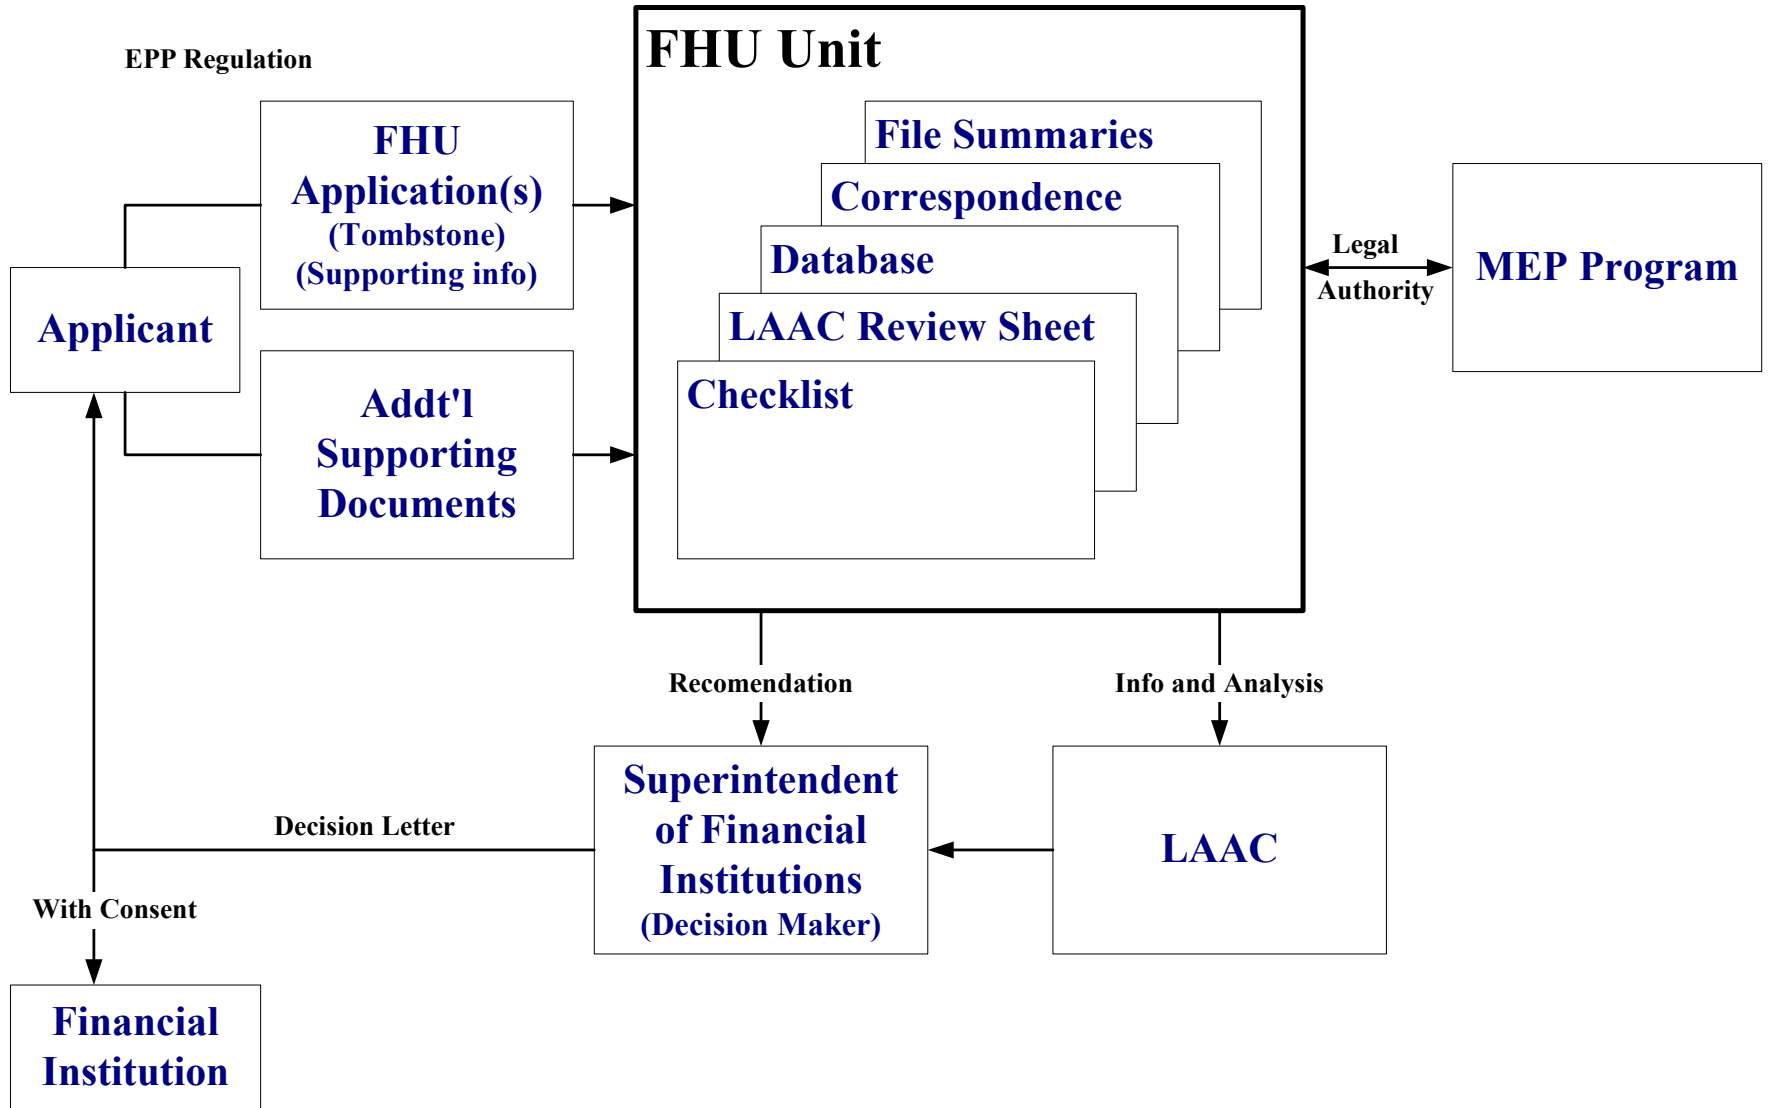 EPP Regulation
FHU Unit
FHU
Application(s)
(Tombstone)
(Supporting info)
File Summaries
Correspondence
Database
LAAC Review Sheet
Checklist
Legal
Authority
MEP Program
Applicant
Addt'l
Supporting
Documents
Recomendation
Info and Analysis
Superintendent
of Financial
Institutions
(Decision Maker)
LAAC
Decision Letter
With Consent
Financial
Institution